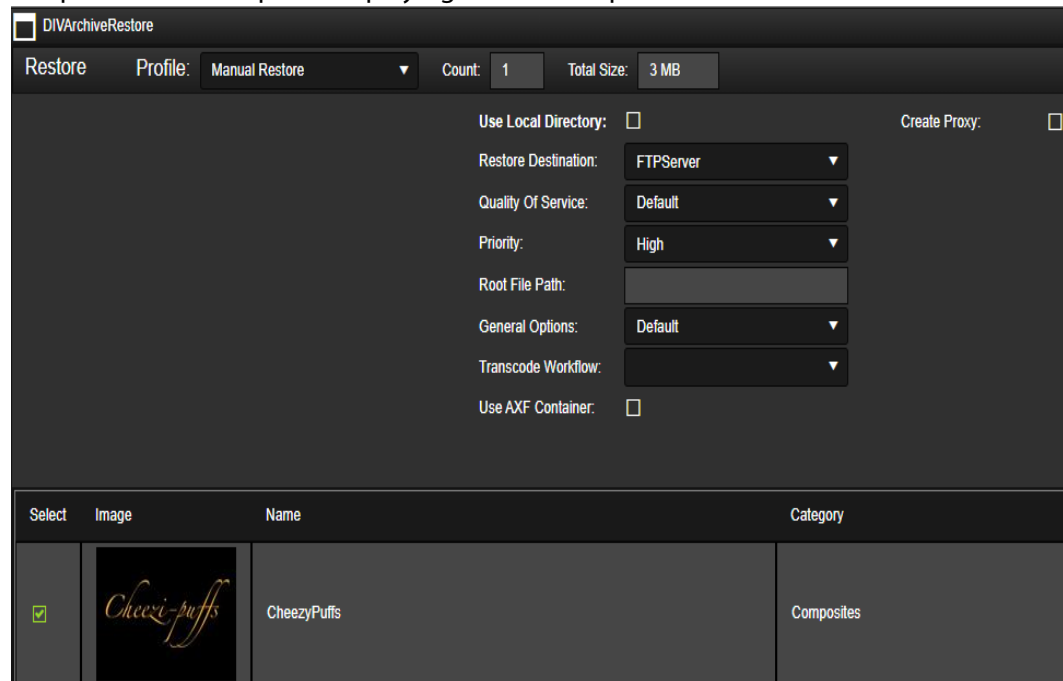 DIVArchiveRestore
Restore Profile: Manual Restore Count: 1 Total Size: 3 MB
Use Local Directory: Create Proxy:
Restore Destination: FTPServer
Quality Of Service: Default
Priority: High
Root File Path:
General Options: Default
Transcode Workflow:
Use AXF Container:
Select Image Name Category
Cheezi-puffs CheezyPuffs Composites